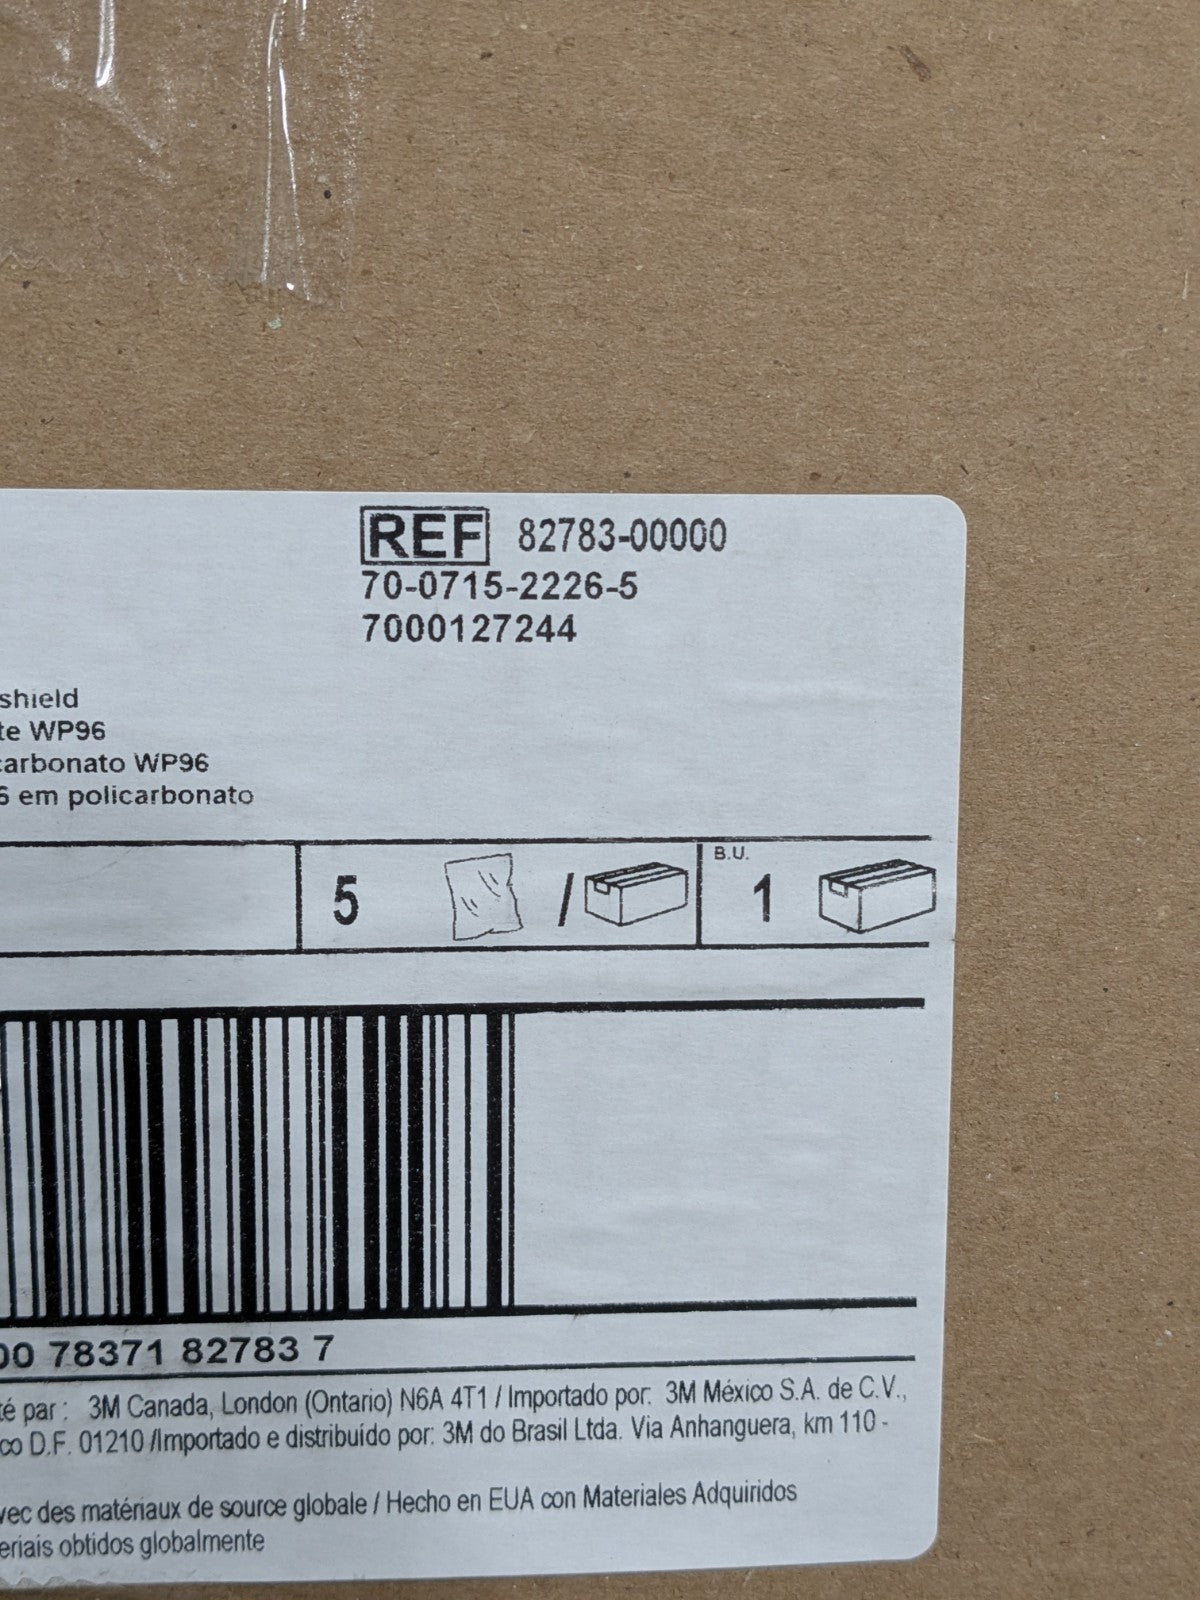 REF 82783-00000
70-0715-2226-5
7000127244
shield
te WP96
carbonato WP96
6 em policarbonato
5 / B.U. 1
00 78371 82783 7
té par : 3M Canada, London (Ontario) N6A 4T1 / Importado por: 3M México S.A. de C.V.,
co D.F. 01210 /Importado e distribuído por: 3M do Brasil Ltda. Via Anhanguera, km 110 -
vec des matériaux de source globale / Hecho en EUA con Materiales Adquiridos
eriais obtidos globalmente